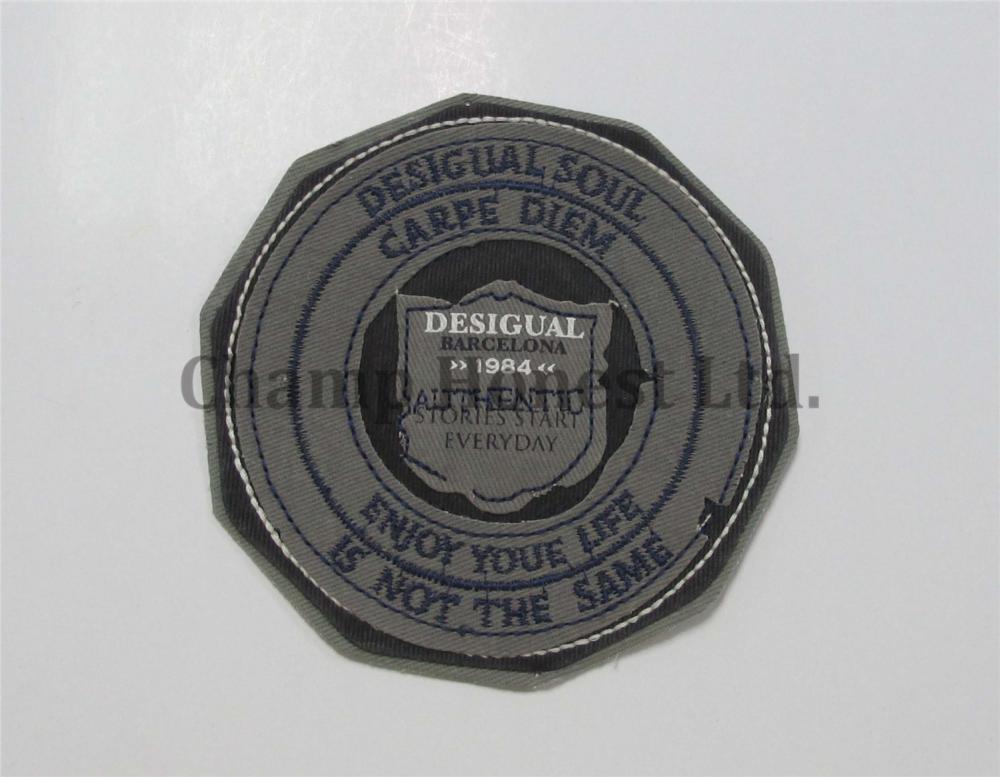 DESIGUAL SOUL
CARPE DIEM
DESIGUAL
BARCELONA
›› 1984 ‹‹
AUTHENTIC
STORIES START
EVERYDAY
ENJOY YOUE LIFE
IS NOT THE SAME
Champ Honest Ltd.